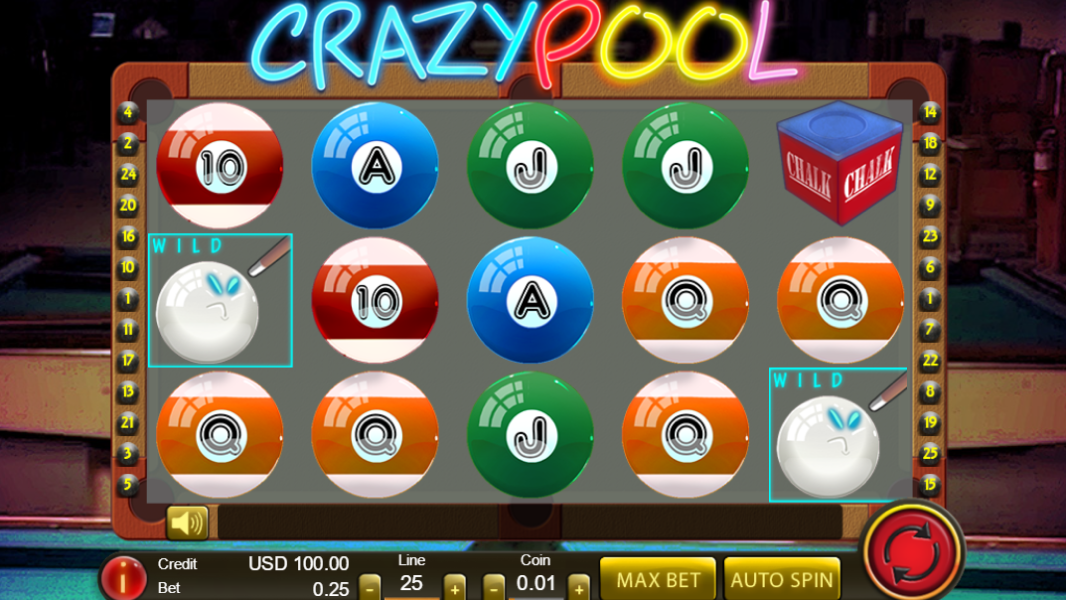 CRAZYPOOL
4 14
10 A J J CHALK CHALK
2 18
24 12
20 9
16 23
WILD
10 6
1 10 A Q Q 1
11 7
17 22
WILD
13 8
21 Q Q J Q 19
3 25
5 15
Credit USD 100.00 Line Coin
i 25 0.01 MAX BET AUTO SPIN
Bet 0.25 - + - +